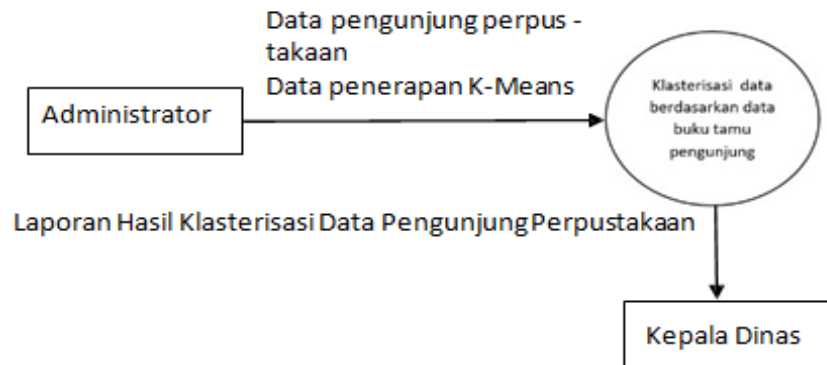 Data pengunjung perpus -
takaan
Data penerapan K-Means
Administrator
Klasterisasi data
berdasarkan data
buku tamu
pengunjung
Laporan Hasil Klasterisasi Data Pengunjung Perpustakaan
Kepala Dinas